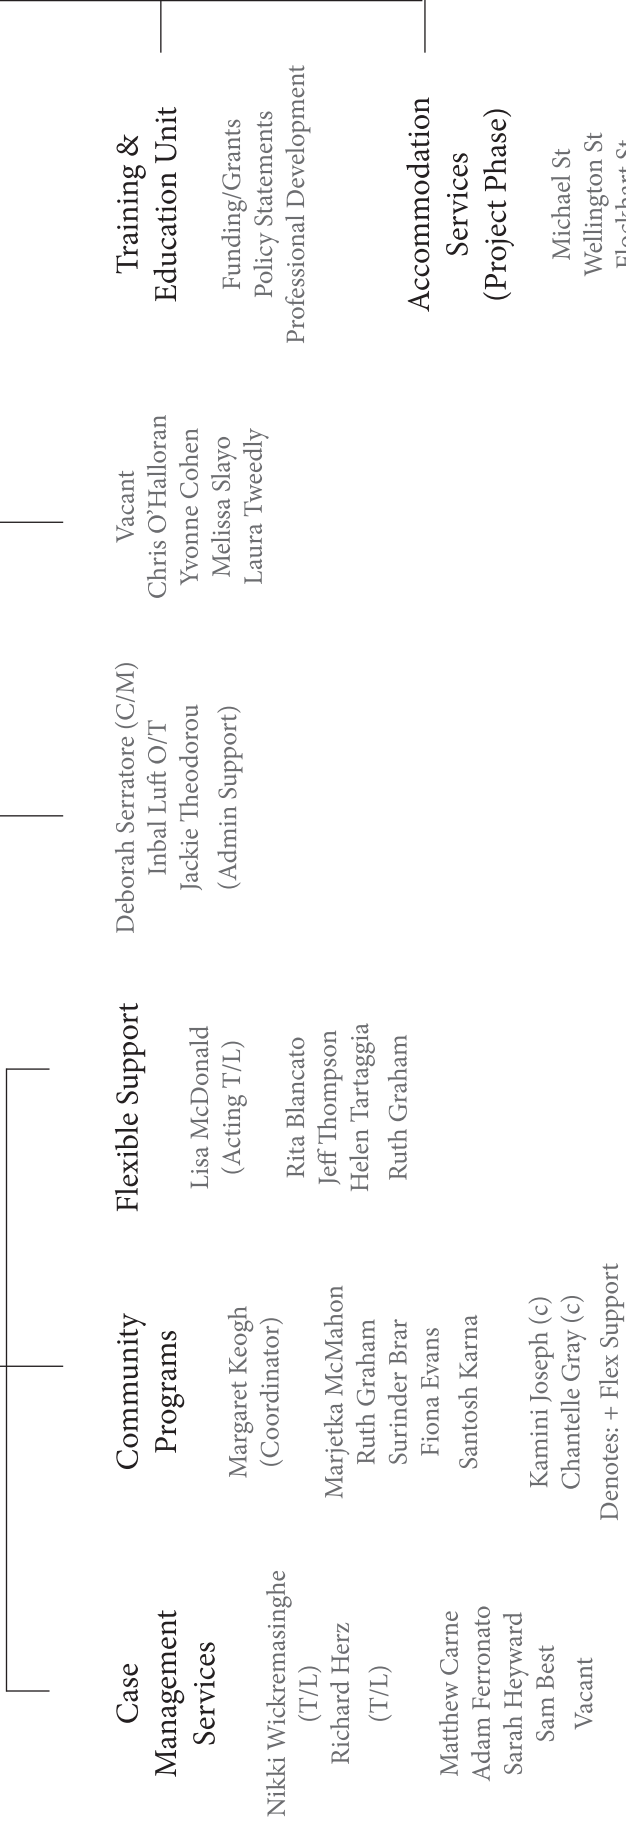 Case
Management
Services
Nikki Wickremasinghe
(T/L)
Richard Herz
(T/L)
Matthew Carne
Adam Ferronato
Sarah Heyward
Sam Best
Vacant
Community
Programs
Margaret Keogh
(Coordinator)
Marjetka McMahon
Ruth Graham
Surinder Brar
Fiona Evans
Santosh Karna
Kamini Joseph (c)
Chantelle Gray (c)
Denotes: + Flex Support
Flexible Support
Lisa McDonald
(Acting T/L)
Rita Blancato
Jeff Thompson
Helen Tartaggia
Ruth Graham
Deborah Serratore (C/M)
Inbal Luft O/T
Jackie Theodorou
(Admin Support)
Vacant
Chris O’Halloran
Yvonne Cohen
Melissa Slayo
Laura Tweedly
Training &
Education Unit
Funding/Grants
Policy Statements
Professional Development
Accommodation
Services
(Project Phase)
Michael St
Wellington St